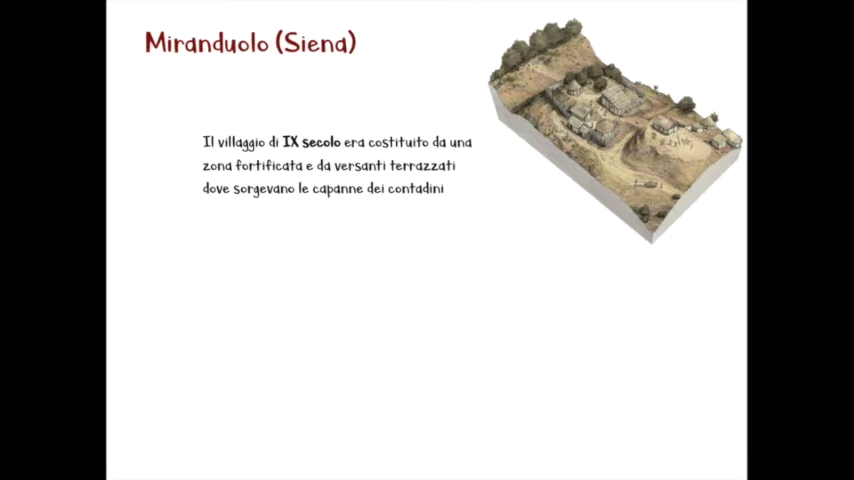 Miranduolo (Siena)
Il villaggio di IX secolo era costituito da una
zona fortificata e da versanti terrazzati
dove sorgevano le capanne dei contadini